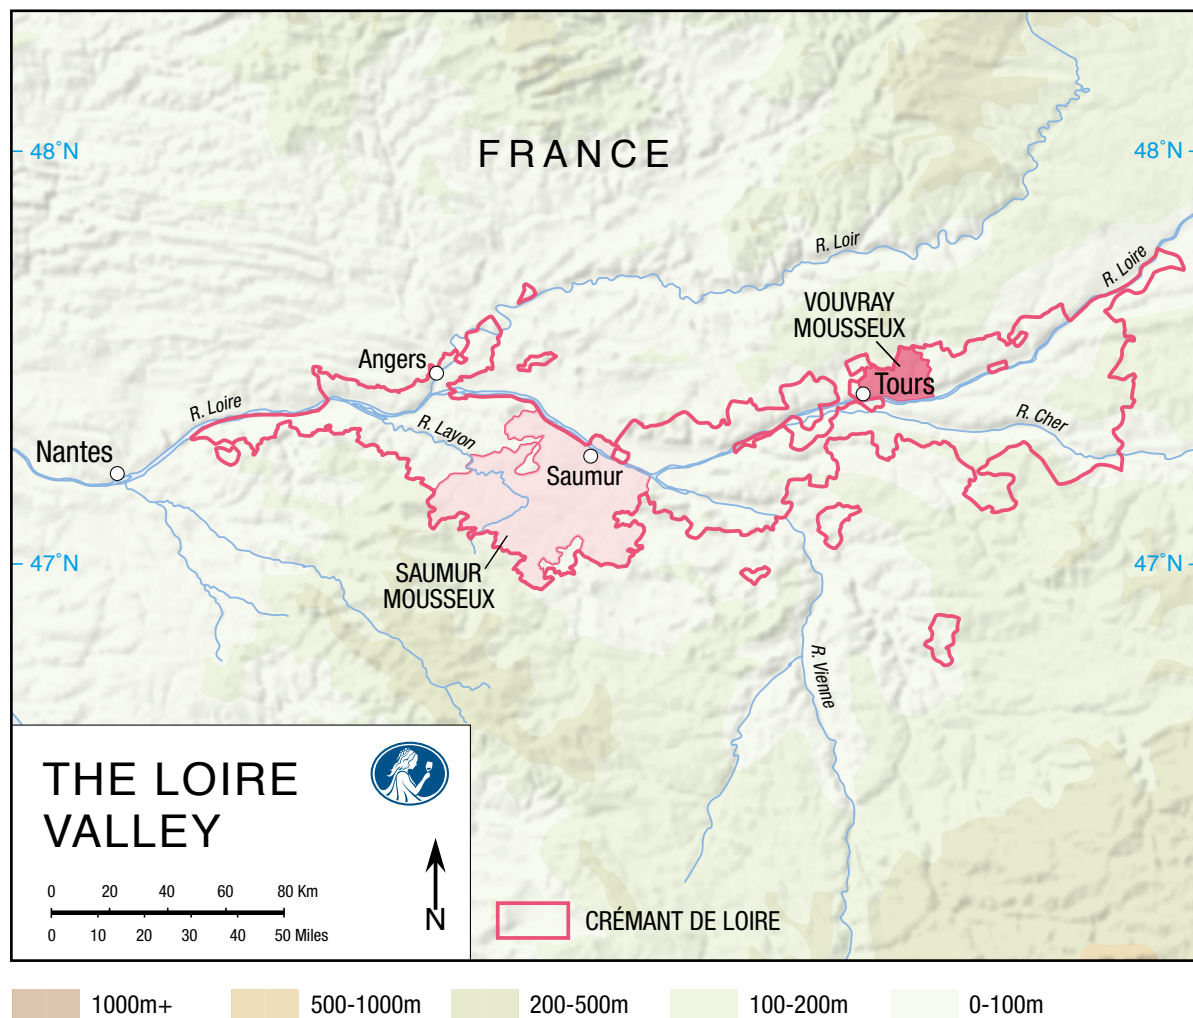 FRANCE
48°N
48°N
R. Loir
R. Loire
VOUVRAY
MOUSSEUX
Angers
Tours
R. Loire
R. Layon
R. Cher
Nantes
Saumur
47°N
47°N
SAUMUR
MOUSSEUX
R. Vienne
THE LOIRE
VALLEY
0 20 40 60 80 Km
0 10 20 30 40 50 Miles
N
CRÉMANT DE LOIRE
1000m+
500-1000m
200-500m
100-200m
0-100m